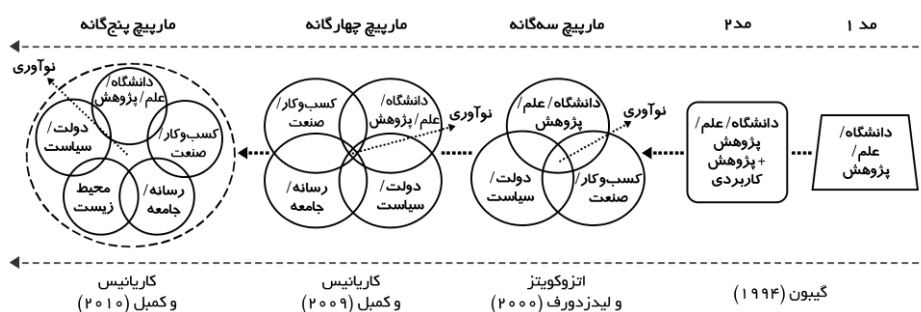 مد ۱
مد ۲
مارپیچ سه‌گانه
مارپیچ چهارگانه
مارپیچ پنج‌گانه
دانشگاه/
علم/
پژوهش
دانشگاه/علم/
پژوهش
+ پژوهش
کاربردی
نوآوری
دانشگاه/علم/
پژوهش
دولت/
سیاست
کسب‌وکار/
صنعت
نوآوری
کسب‌وکار/
صنعت
دانشگاه/
علم/پژوهش
رسانه/
جامعه
دولت/
سیاست
نوآوری
دانشگاه/
علم/پژوهش
دولت/
سیاست
کسب‌وکار/
صنعت
محیط
زیست
رسانه/
جامعه
گیبون (۱۹۹۴)
اتزوکویتز
و لیدزدورف (۲۰۰۰)
کاریانیس
و کمبل (۲۰۰۹)
کاریانیس
و کمبل (۲۰۱۰)